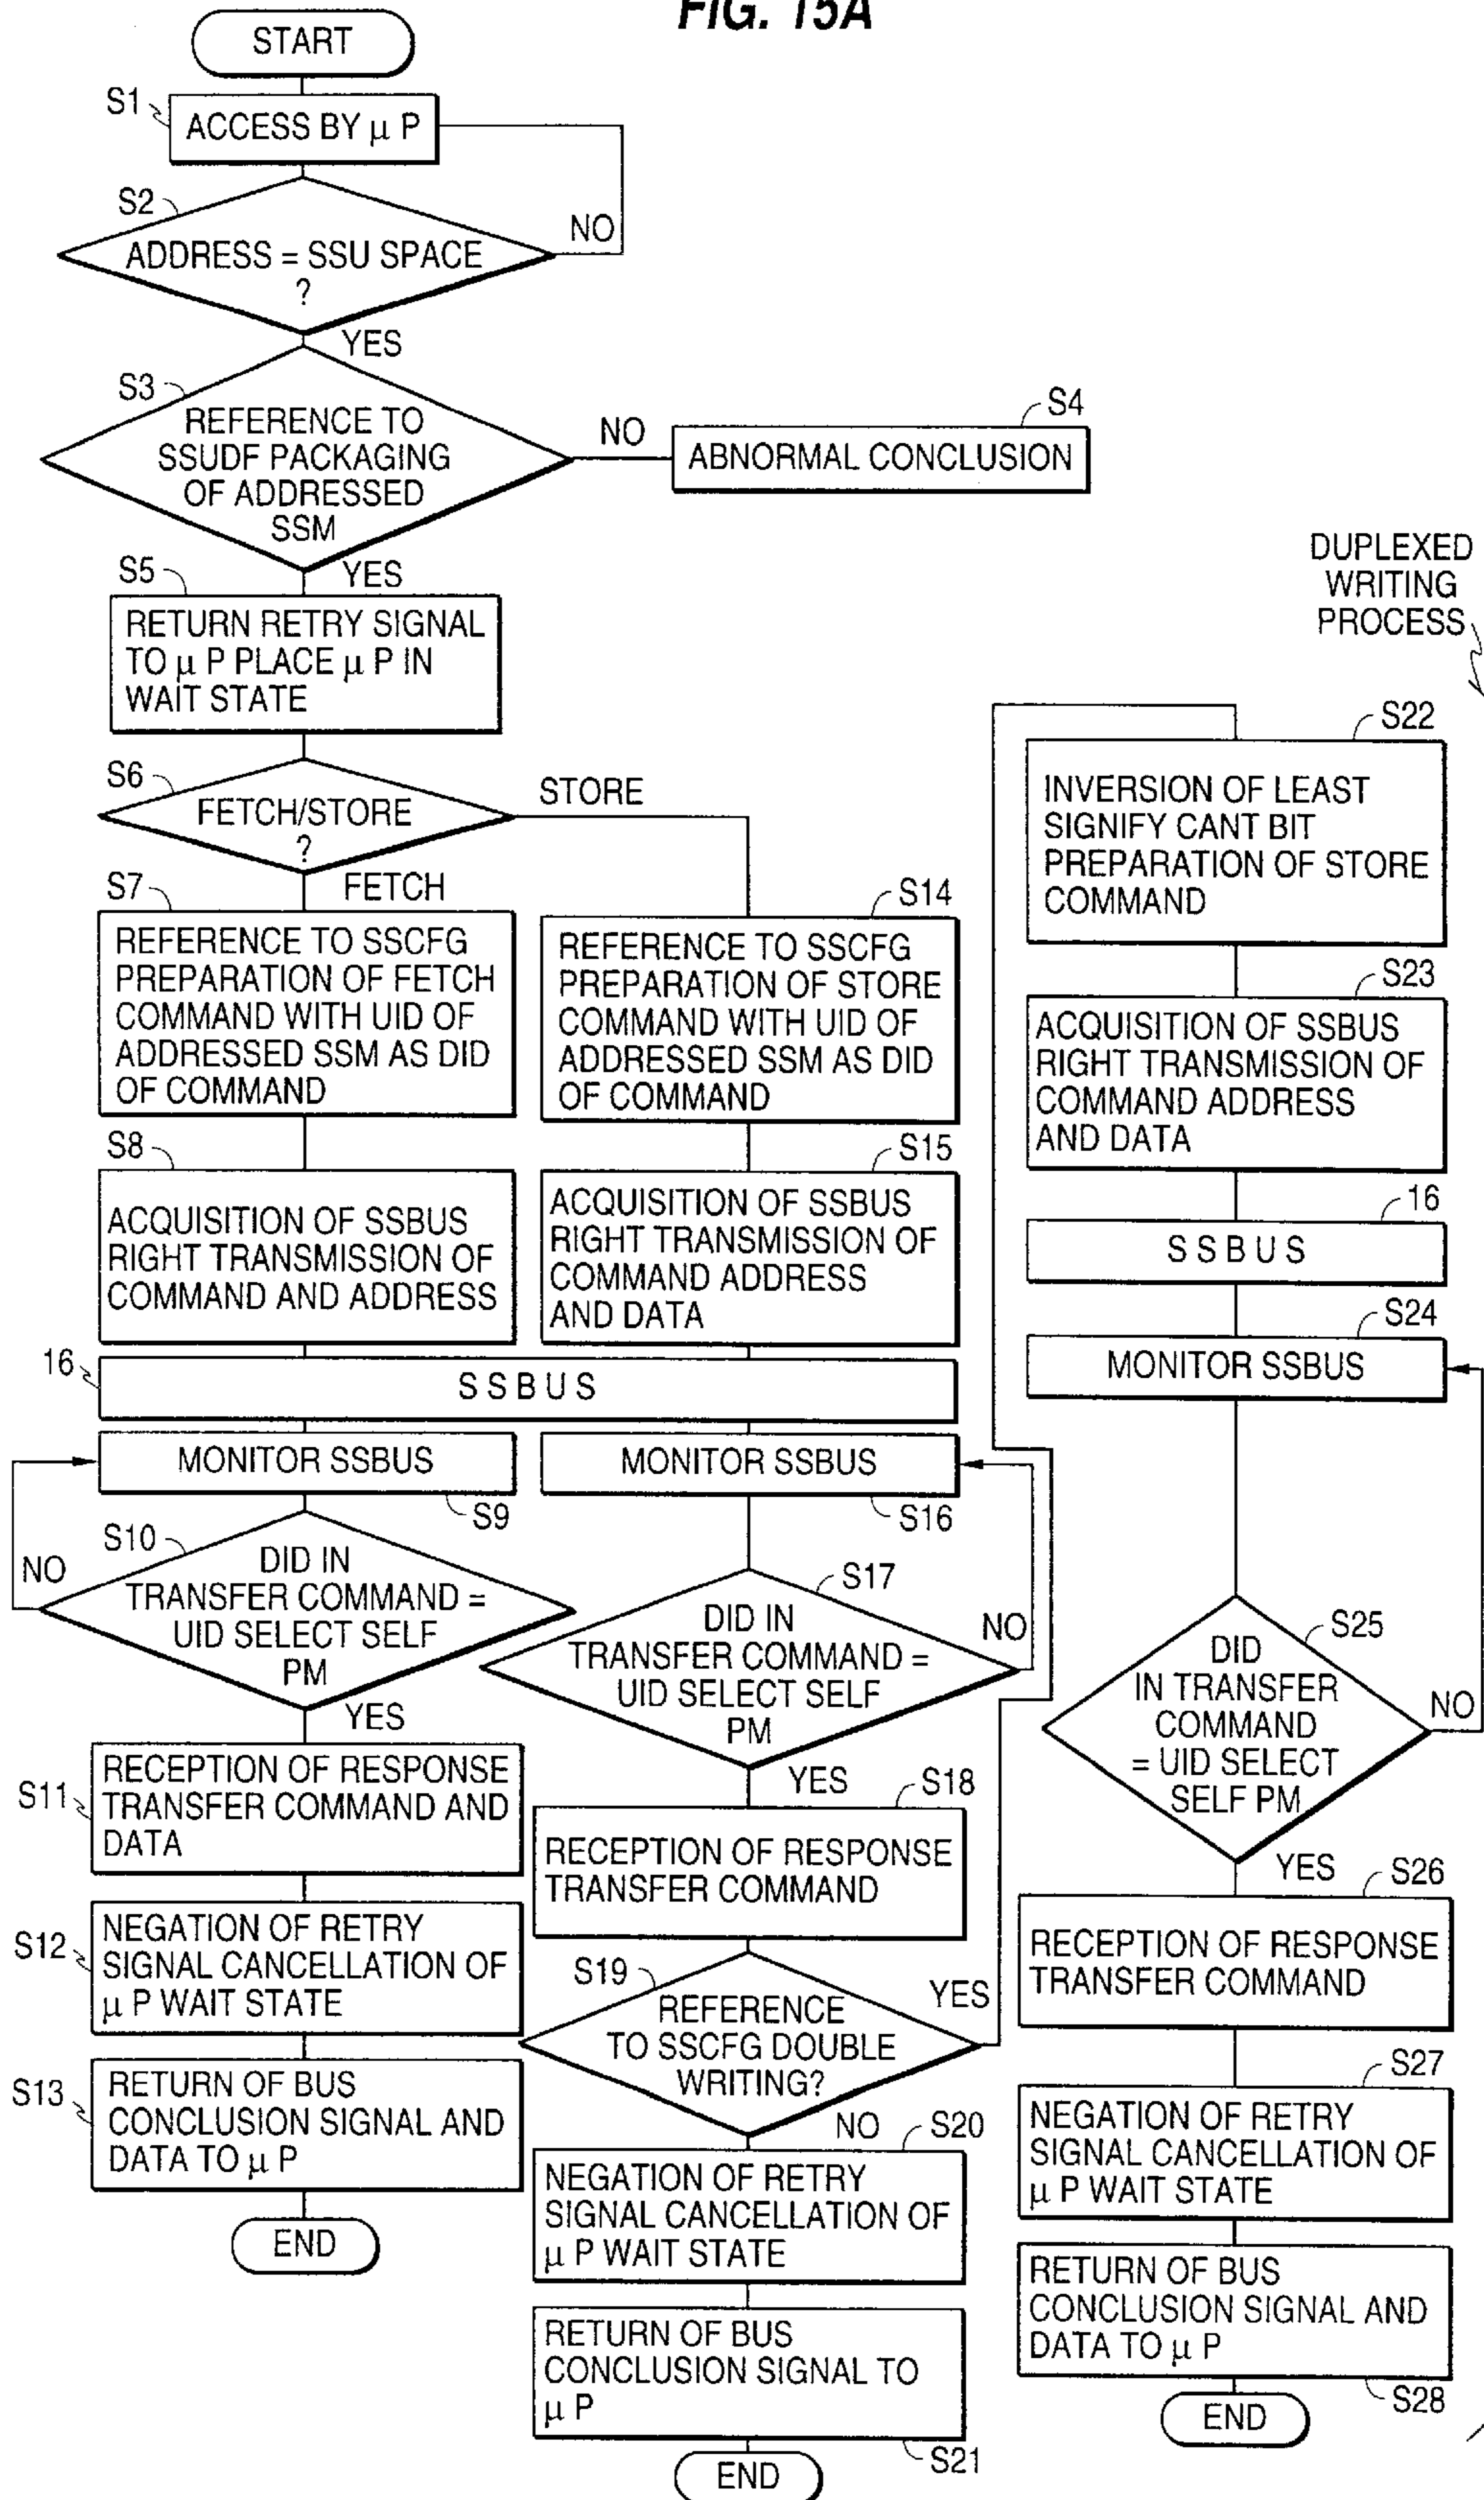 FIG. 15A
START
S1
ACCESS BY μ P
S2
NO
ADDRESS = SSU SPACE
?
YES
S3
REFERENCE TO
SSUDF PACKAGING
OF ADDRESSED
SSM
NO
S4
ABNORMAL CONCLUSION
YES
S5
RETURN RETRY SIGNAL
TO μ P PLACE μ P IN
WAIT STATE
S6
FETCH/STORE
?
STORE
FETCH
S7
REFERENCE TO SSCFG
PREPARATION OF FETCH
COMMAND WITH UID OF
ADDRESSED SSM AS DID
OF COMMAND
S8
ACQUISITION OF SSBUS
RIGHT TRANSMISSION OF
COMMAND AND ADDRESS
S14
REFERENCE TO SSCFG
PREPARATION OF STORE
COMMAND WITH UID OF
ADDRESSED SSM AS DID
OF COMMAND
S15
ACQUISITION OF SSBUS
RIGHT TRANSMISSION OF
COMMAND ADDRESS
AND DATA
16
S S B U S
MONITOR SSBUS
S9
S10
NO
DID IN
TRANSFER COMMAND =
UID SELECT SELF
PM
YES
S11
RECEPTION OF RESPONSE
TRANSFER COMMAND AND
DATA
S12
NEGATION OF RETRY
SIGNAL CANCELLATION OF
μ P WAIT STATE
S13
RETURN OF BUS
CONCLUSION SIGNAL AND
DATA TO μ P
END
MONITOR SSBUS
S16
S17
NO
DID IN
TRANSFER COMMAND =
UID SELECT SELF
PM
YES
S18
RECEPTION OF RESPONSE
TRANSFER COMMAND
S19
YES
REFERENCE
TO SSCFG DOUBLE
WRITING?
NO
S20
NEGATION OF RETRY
SIGNAL CANCELLATION OF
μ P WAIT STATE
RETURN OF BUS
CONCLUSION SIGNAL TO
μ P
S21
END
DUPLEXED
WRITING
PROCESS
S22
INVERSION OF LEAST
SIGNIFY CANT BIT
PREPARATION OF STORE
COMMAND
S23
ACQUISITION OF SSBUS
RIGHT TRANSMISSION OF
COMMAND ADDRESS
AND DATA
16
S S B U S
S24
MONITOR SSBUS
S25
DID
IN TRANSFER
COMMAND
= UID SELECT
SELF PM
NO
YES
S26
RECEPTION OF RESPONSE
TRANSFER COMMAND
S27
NEGATION OF RETRY
SIGNAL CANCELLATION OF
μ P WAIT STATE
RETURN OF BUS
CONCLUSION SIGNAL AND
DATA TO μ P
S28
END